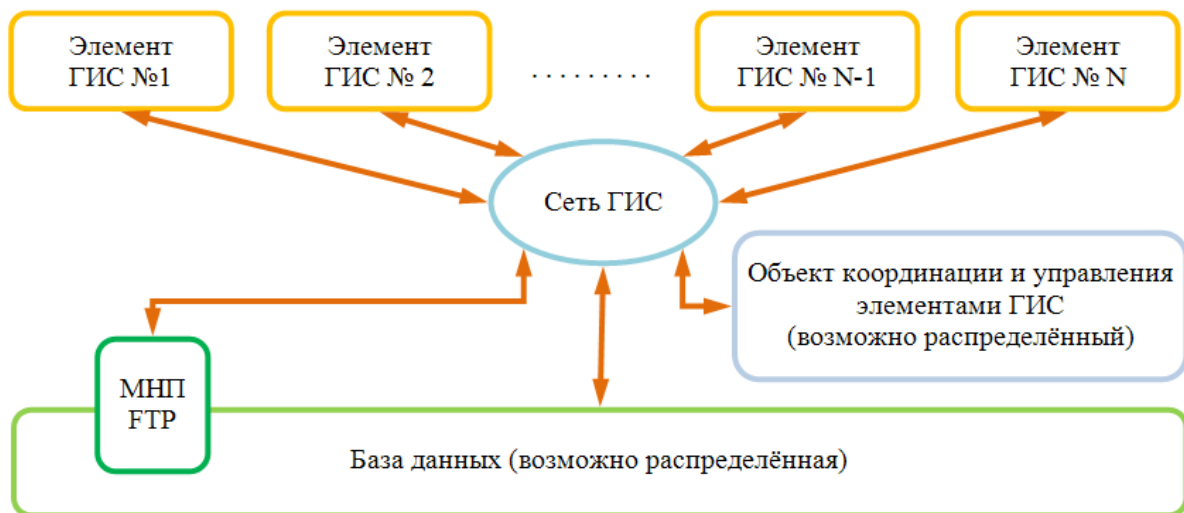 Элемент
ГИС №1
Элемент
ГИС № 2
. . . . . . . . .
Элемент
ГИС № N-1
Элемент
ГИС № N
Сеть ГИС
Объект координации и управления
элементами ГИС
(возможно распределённый)
МНП
FTP
База данных (возможно распределённая)